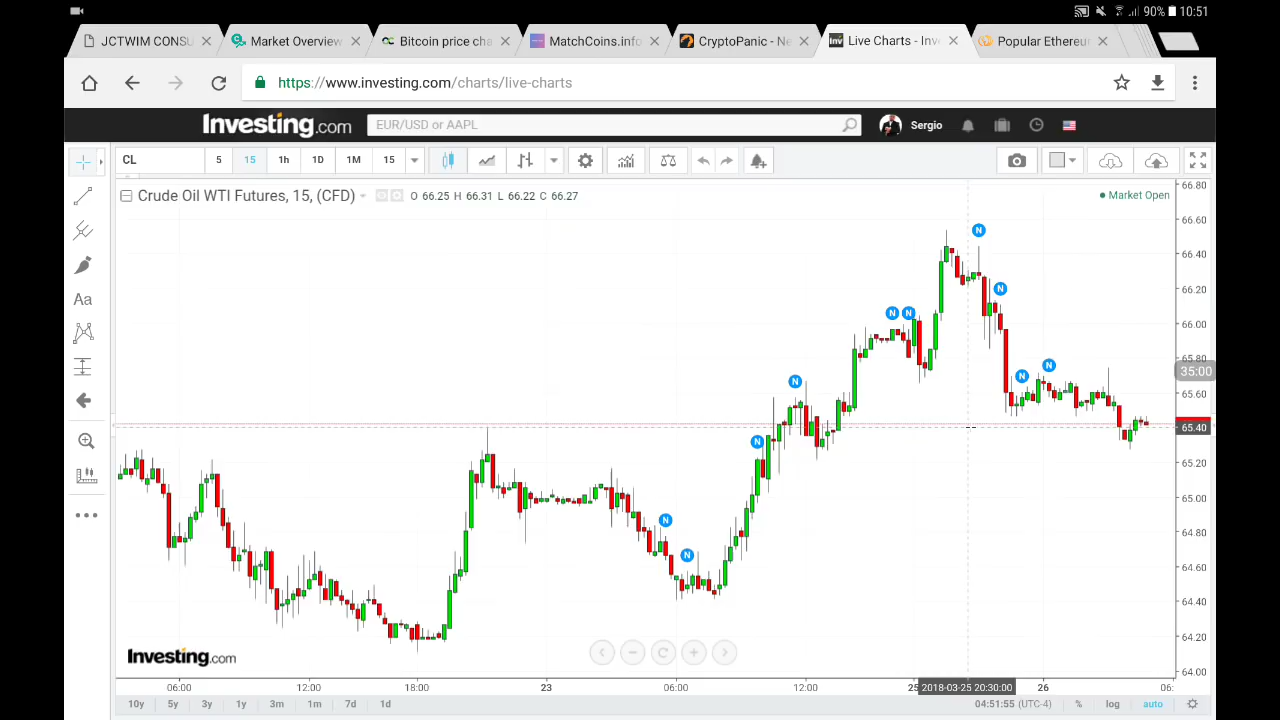 90% 10:51
JCTWIM CONSU Market Overview Bitcoin price cha MatchCoins.info CryptoPanic - Ne Inv Live Charts - Inve Popular Ethereum
https://www.investing.com/charts/live-charts
Investing.com EUR/USD or AAPL Sergio
CL 5 15 1h 1D 1M 15
Crude Oil WTI Futures, 15, (CFD) O 66.25 H 66.31 L 66.22 C 66.27
Market Open
66.80
66.60
N
66.40
66.20
N
N N
66.00
65.80
N
35:00
N
N
65.60
65.40
N
65.20
65.00
N
64.80
N
64.60
64.40
64.20
64.00
Aa
Investing.com
06:00 12:00 18:00 23 06:00 12:00 25 2018-03-25 20:30:00 26 06:
10y 5y 3y 1y 3m 1m 7d 1d 04:51:55 (UTC-4) % log auto